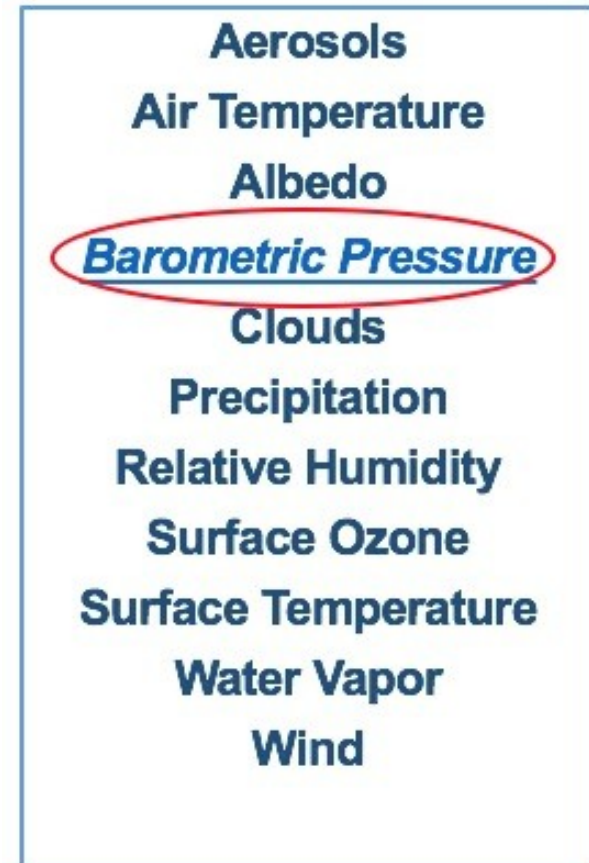 Aerosols
Air Temperature
Albedo
Barometric Pressure
Clouds
Precipitation
Relative Humidity
Surface Ozone
Surface Temperature
Water Vapor
Wind